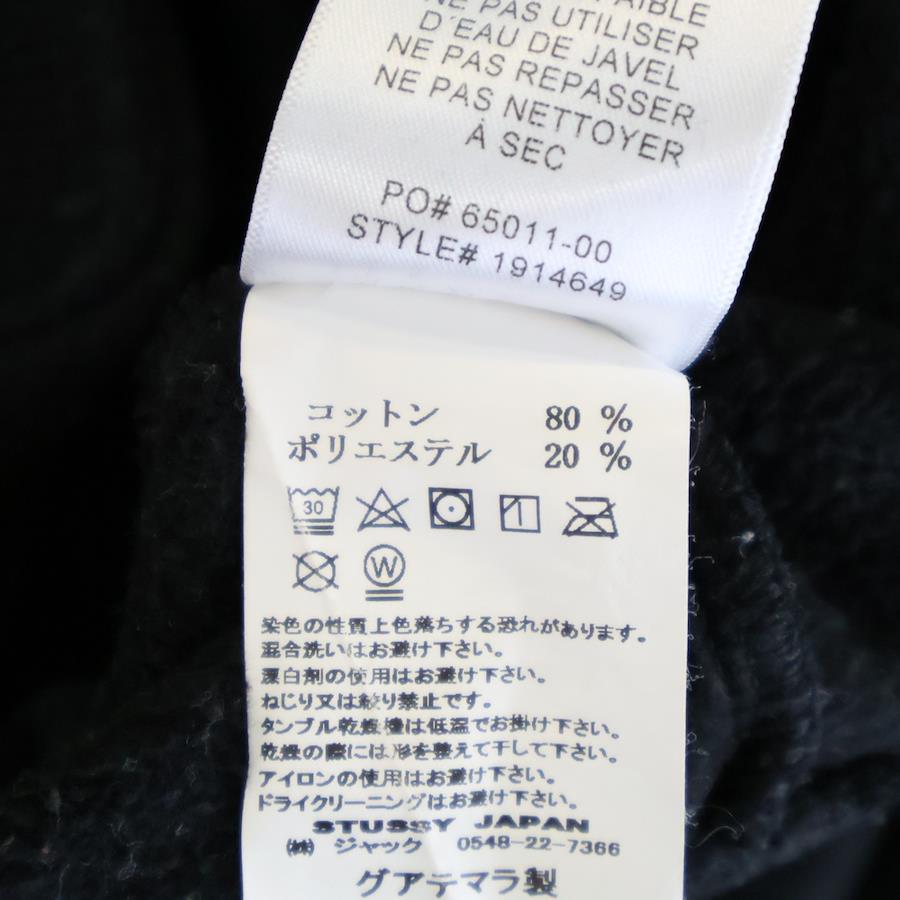 NE PAS UTILISER
D´EAU DE JAVEL
NE PAS REPASSER
NE PAS NETTOYER
À SEC
PO# 65011-00
STYLE# 1914649
コットン 80 %
ポリエステル 20 %
30
W
染色の性質上色落ちする恐れがあります。
混合洗いはお避け下さい。
漂白剤の使用はお避け下さい。
ねじり又は絞り禁止です。
タンブル乾燥機は低温でお掛け下さい。
乾燥の際には形を整えて干して下さい。
アイロンの使用はお避け下さい。
ドライクリーニングはお避け下さい。
STUSSY JAPAN
㈱ ジャック 0548-22-7366
グアテマラ製